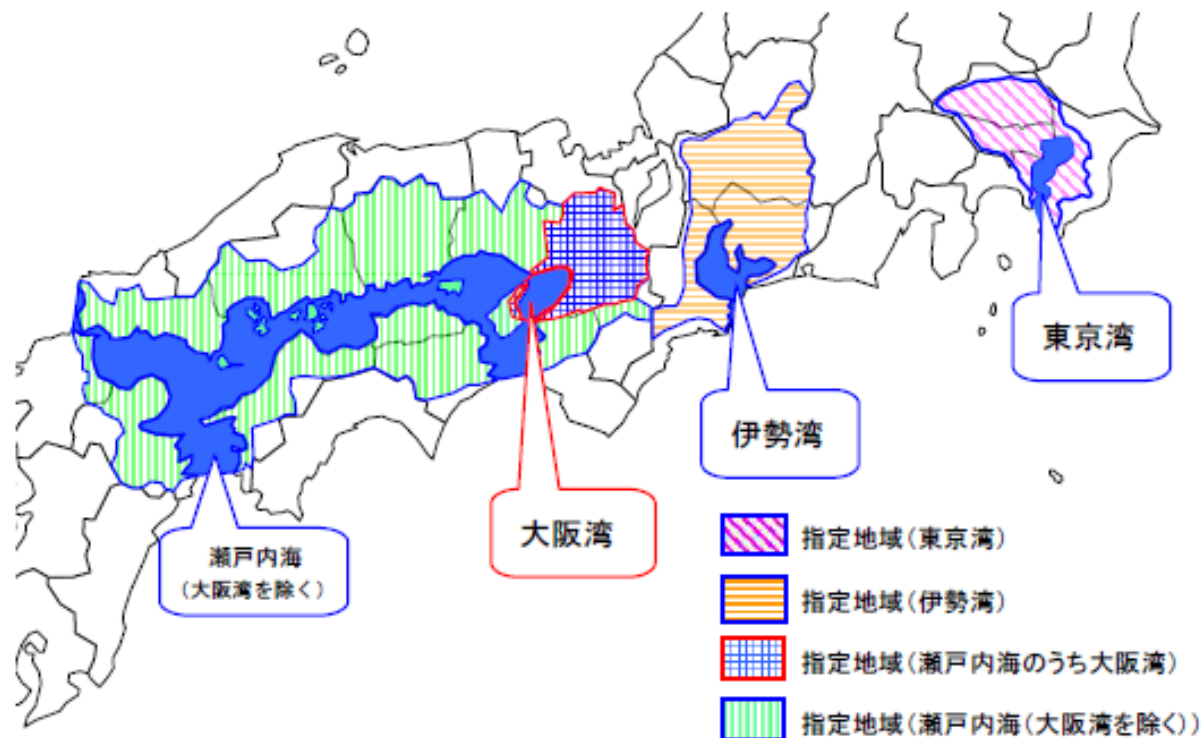 東京湾
伊勢湾
大阪湾
瀬戸内海
(大阪湾を除く)
指定地域(東京湾)
指定地域(伊勢湾)
指定地域(瀬戸内海のうち大阪湾)
指定地域(瀬戸内海(大阪湾を除く))